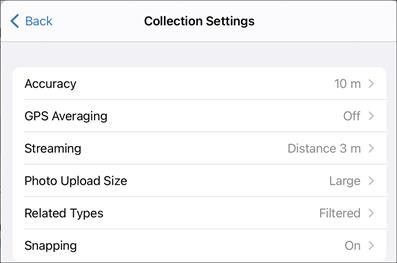 Back Collection Settings
Accuracy 10 m
GPS Averaging Off
Streaming Distance 3 m
Photo Upload Size Large
Related Types Filtered
Snapping On